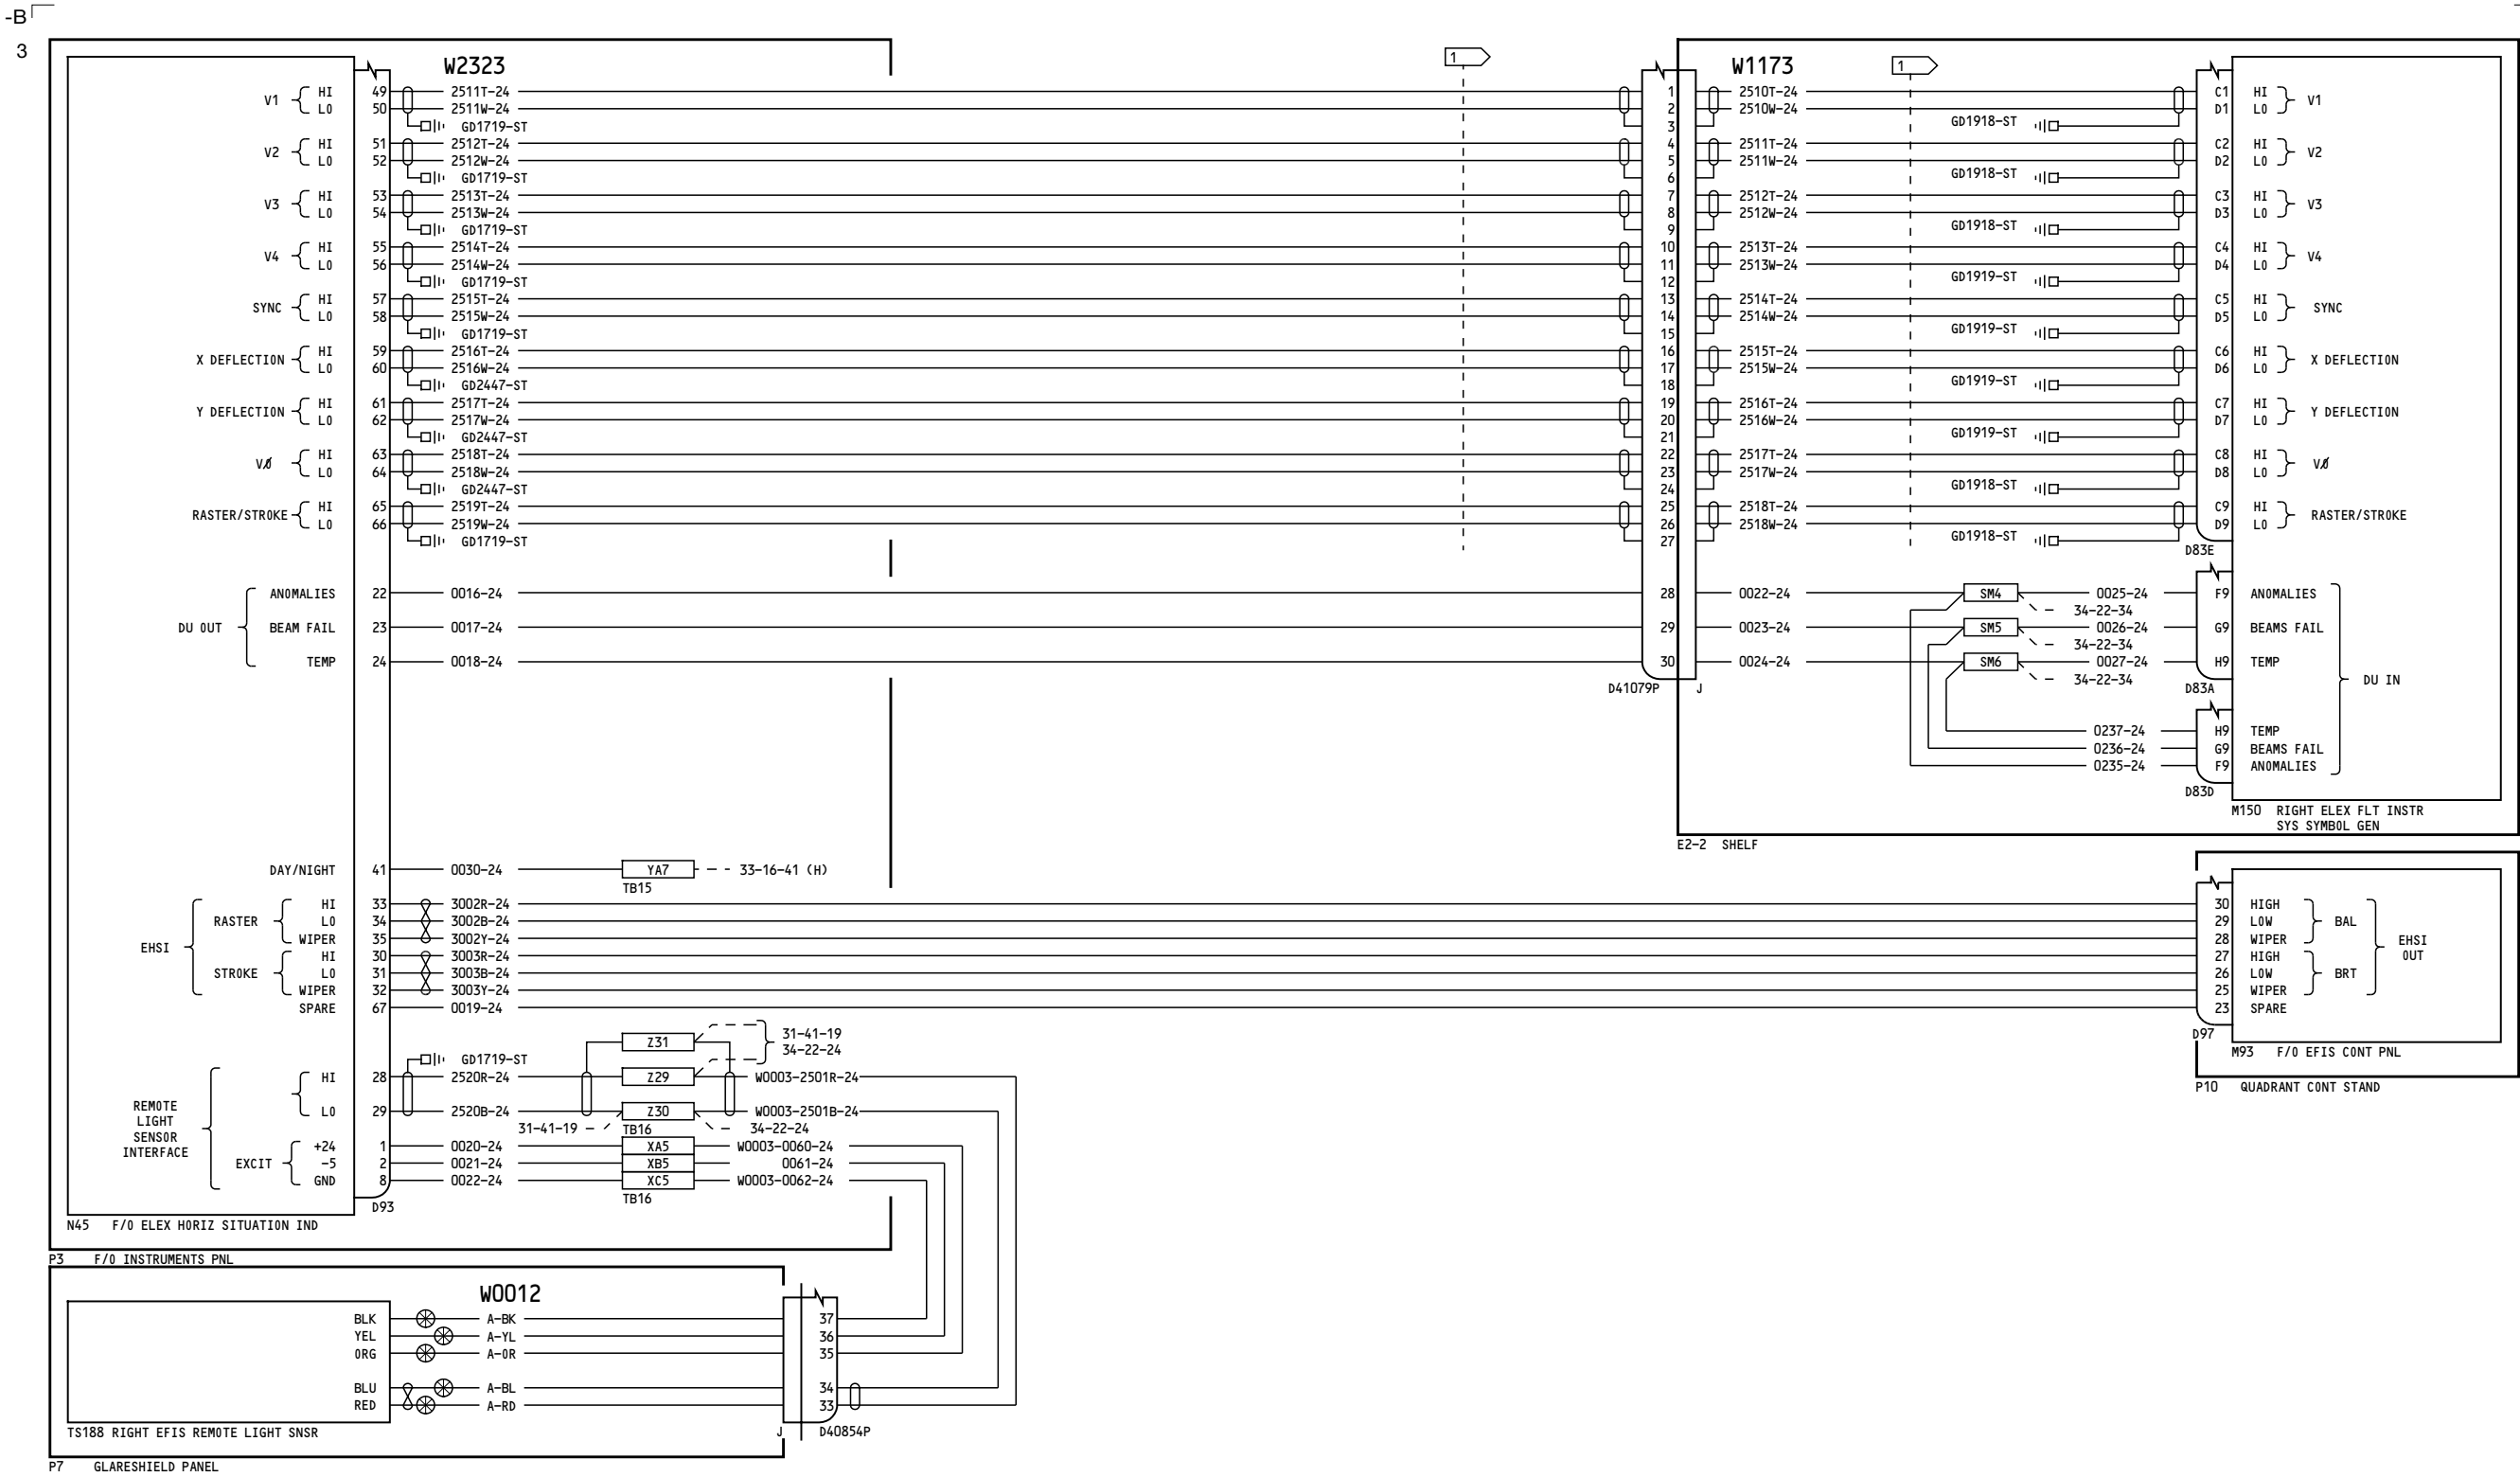 -B
3
W2323
1
W1173
1
V1 HI 49 2511T-24 1 2510T-24 C1 HI V1
LO 50 2511W-24 2 2510W-24 D1 LO
GD1719-ST 3 GD1918-ST
V2 HI 51 2512T-24 4 2511T-24 C2 HI V2
LO 52 2512W-24 5 2511W-24 D2 LO
GD1719-ST 6 GD1918-ST
V3 HI 53 2513T-24 7 2512T-24 C3 HI V3
LO 54 2513W-24 8 2512W-24 D3 LO
GD1719-ST 9 GD1918-ST
V4 HI 55 2514T-24 10 2513T-24 C4 HI V4
LO 56 2514W-24 11 2513W-24 D4 LO
GD1719-ST 12 GD1919-ST
SYNC HI 57 2515T-24 13 2514T-24 C5 HI SYNC
LO 58 2515W-24 14 2514W-24 D5 LO
GD1719-ST 15 GD1919-ST
X DEFLECTION HI 59 2516T-24 16 2515T-24 C6 HI X DEFLECTION
LO 60 2516W-24 17 2515W-24 D6 LO
GD2447-ST 18 GD1919-ST
Y DEFLECTION HI 61 2517T-24 19 2516T-24 C7 HI Y DEFLECTION
LO 62 2517W-24 20 2516W-24 D7 LO
GD2447-ST 21 GD1919-ST
VØ HI 63 2518T-24 22 2517T-24 C8 HI VØ
LO 64 2518W-24 23 2517W-24 D8 LO
GD2447-ST 24 GD1918-ST
RASTER/STROKE HI 65 2519T-24 25 2518T-24 C9 HI RASTER/STROKE
LO 66 2519W-24 26 2518W-24 D9 LO
GD1719-ST 27 GD1918-ST
D83E
DU OUT ANOMALIES 22 0016-24 28 0022-24 SM4 0025-24 F9 ANOMALIES
34-22-34
BEAM FAIL 23 0017-24 29 0023-24 SM5 0026-24 G9 BEAMS FAIL
34-22-34
TEMP 24 0018-24 30 0024-24 SM6 0027-24 H9 TEMP
34-22-34
D41079P J D83A
DU IN
0237-24 H9 TEMP
0236-24 G9 BEAMS FAIL
0235-24 F9 ANOMALIES
D83D
M150 RIGHT ELEX FLT INSTR
SYS SYMBOL GEN
E2-2 SHELF
DAY/NIGHT 41 0030-24 YA7 33-16-41 (H)
TB15
EHSI RASTER HI 33 3002R-24 30 HIGH BAL EHSI
OUT
LO 34 3002B-24 29 LOW
WIPER 35 3002Y-24 28 WIPER
STROKE HI 30 3003R-24 27 HIGH BRT
LO 31 3003B-24 26 LOW
WIPER 32 3003Y-24 25 WIPER
SPARE 67 0019-24 23 SPARE
D97
M93 F/O EFIS CONT PNL
P10 QUADRANT CONT STAND
Z31 31-41-19
34-22-24
GD1719-ST
REMOTE
LIGHT
SENSOR
INTERFACE
HI 28 2520R-24 Z29 W0003-2501R-24
LO 29 2520B-24 Z30 W0003-2501B-24
31-41-19 TB16 34-22-24
EXCIT +24 1 0020-24 XA5 W0003-0060-24
-5 2 0021-24 XB5 0061-24
GND 8 0022-24 XC5 W0003-0062-24
TB16
D93
N45 F/O ELEX HORIZ SITUATION IND
P3 F/O INSTRUMENTS PNL
W0012
BLK A-BK 37
YEL A-YL 36
ORG A-OR 35
BLU A-BL 34
RED A-RD 33
TS188 RIGHT EFIS REMOTE LIGHT SNSR
J D40854P
P7 GLARESHIELD PANEL